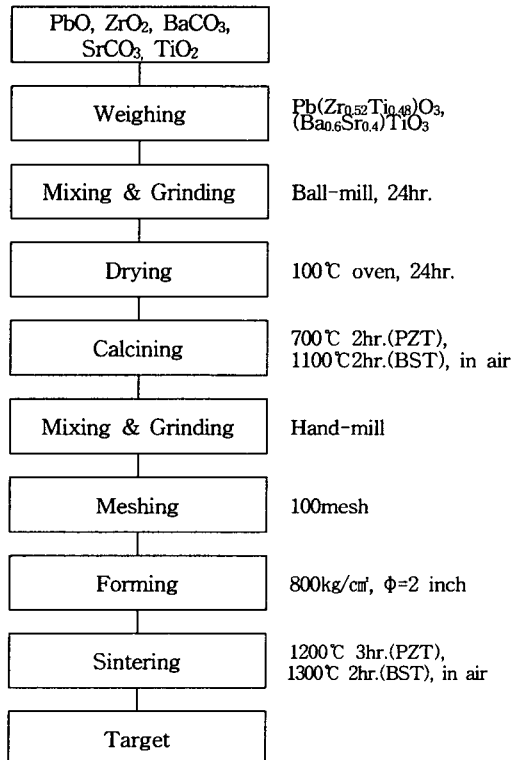 PbO, ZrO₂, BaCO₃,
SrCO₃, TiO₂
Weighing
Pb(Zr₀.₅₂Ti₀.₄₈)O₃,
(Ba₀.₆Sr₀.₄)TiO₃
Mixing & Grinding
Ball-mill, 24hr.
Drying
100℃ oven, 24hr.
Calcining
700℃ 2hr.(PZT),
1100℃2hr.(BST), in air
Mixing & Grinding
Hand-mill
Meshing
100mesh
Forming
800kg/㎠, Φ=2 inch
Sintering
1200℃ 3hr.(PZT),
1300℃ 2hr.(BST), in air
Target